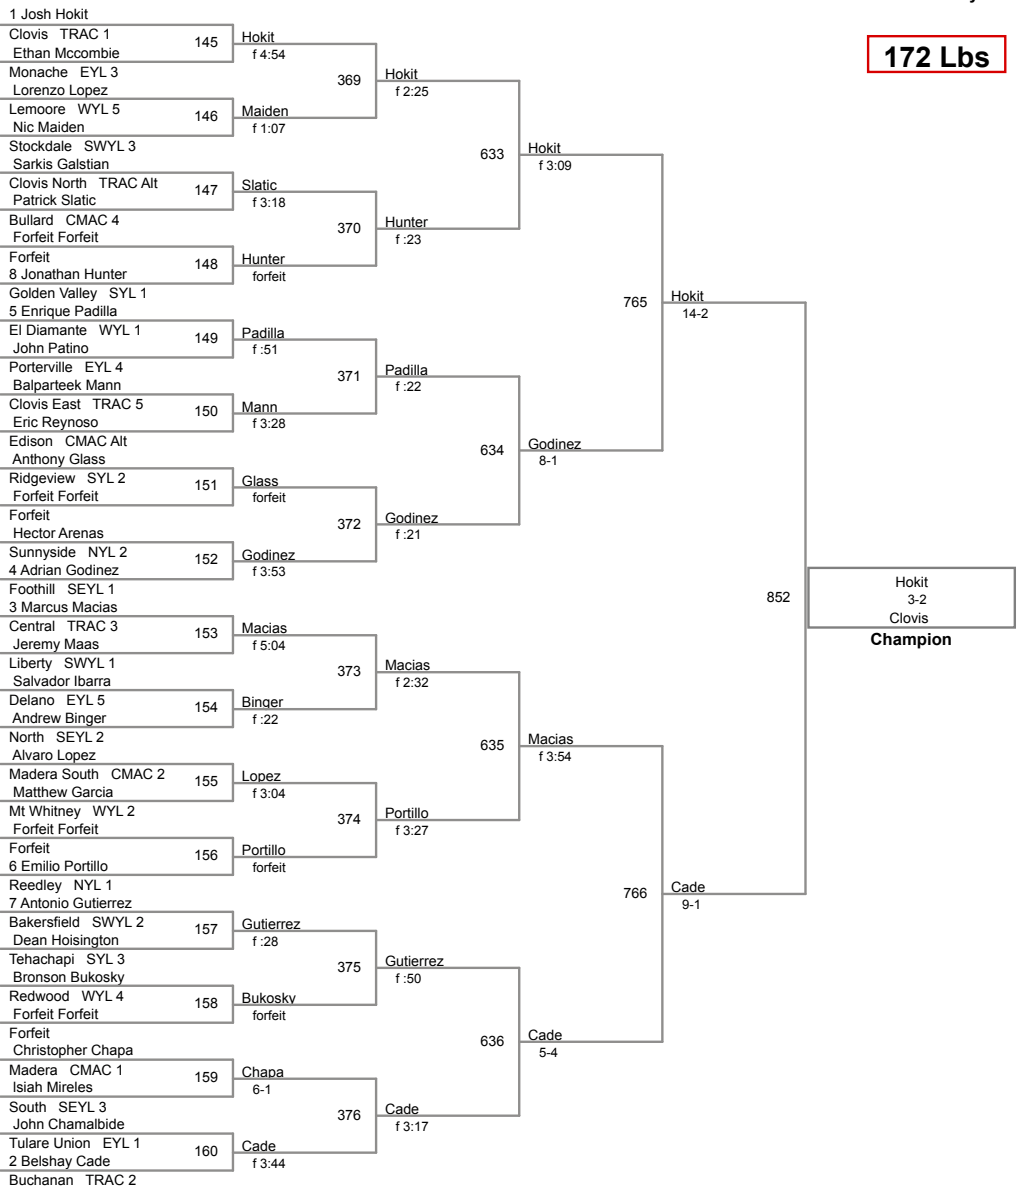 1 Josh Hokit
Clovis TRAC 1
Ethan Mccombie
Monache EYL 3
Lorenzo Lopez
Lemoore WYL 5
Nic Maiden
Stockdale SWYL 3
Sarkis Galstian
Clovis North TRAC Alt
Patrick Slatic
Bullard CMAC 4
Forfeit Forfeit
Forfeit
8 Jonathan Hunter
Golden Valley SYL 1
5 Enrique Padilla
El Diamante WYL 1
John Patino
Porterville EYL 4
Balparteek Mann
Clovis East TRAC 5
Eric Reynoso
Edison CMAC Alt
Anthony Glass
Ridgeview SYL 2
Forfeit Forfeit
Forfeit
Hector Arenas
Sunnyside NYL 2
4 Adrian Godinez
Foothill SEYL 1
3 Marcus Macias
Central TRAC 3
Jeremy Maas
Liberty SWYL 1
Salvador Ibarra
Delano EYL 5
Andrew Binger
North SEYL 2
Alvaro Lopez
Madera South CMAC 2
Matthew Garcia
Mt Whitney WYL 2
Forfeit Forfeit
Forfeit
6 Emilio Portillo
Reedley NYL 1
7 Antonio Gutierrez
Bakersfield SWYL 2
Dean Hoisington
Tehachapi SYL 3
Bronson Bukosky
Redwood WYL 4
Forfeit Forfeit
Forfeit
Christopher Chapa
Madera CMAC 1
Isiah Mireles
South SEYL 3
John Chamalbide
Tulare Union EYL 1
2 Belshay Cade
Buchanan TRAC 2
145
146
147
148
149
150
151
152
153
154
155
156
157
158
159
160
Hokit
f 4:54
Maiden
f 1:07
Slatic
f 3:18
Hunter
forfeit
Padilla
f :51
Mann
f 3:28
Glass
forfeit
Godinez
f 3:53
Macias
f 5:04
Binger
f :22
Lopez
f 3:04
Portillo
forfeit
Gutierrez
f :28
Bukosky
forfeit
Chapa
6-1
Cade
f 3:44
369
370
371
372
373
374
375
376
Hokit
f 2:25
Hunter
f :23
Padilla
f :22
Godinez
f :21
Macias
f 2:32
Portillo
f 3:27
Gutierrez
f :50
Cade
f 3:17
633
634
635
636
Hokit
f 3:09
Godinez
8-1
Macias
f 3:54
Cade
5-4
765
766
Hokit
14-2
Cade
9-1
852
172 Lbs
Hokit
3-2
Clovis
Champion